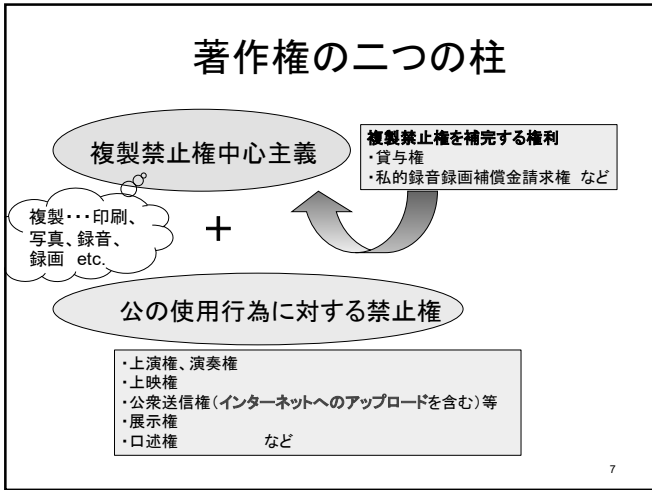 著作権の二つの柱
複製禁止権中心主義
複製禁止権を補完する権利
・貸与権
・私的録音録画補償金請求権 など
複製・・・印刷、
写真、録音、
録画 etc.
＋
公の使用行為に対する禁止権
・上演権、演奏権
・上映権
・公衆送信権（インターネットへのアップロードを含む）等
・展示権
・口述権 など
7